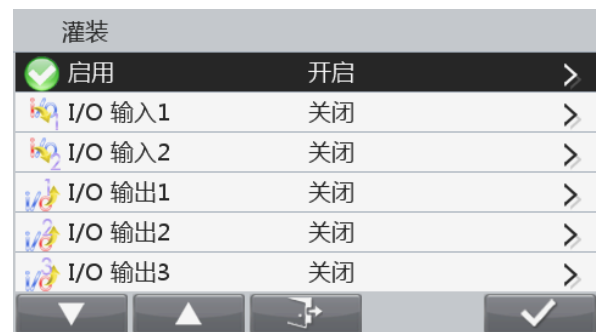 灌装
启用 开启
I/O 输入1 关闭
I/O 输入2 关闭
I/O 输出1 关闭
I/O 输出2 关闭
I/O 输出3 关闭